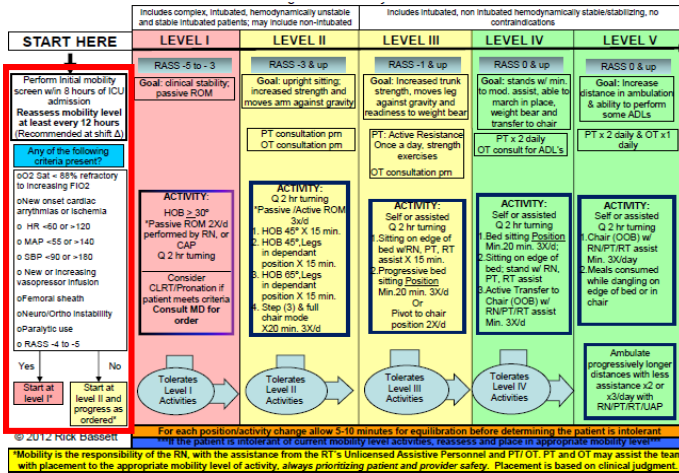 Includes complex, intubated, hemodynamically unstable
and stable intubated patients; may include non-intubated
Includes intubated, non intubated hemodynamically stable/stabilizing, no
contraindications
START HERE
Perform Initial mobility
screen w/in 8 hours of ICU
admission
Reassess mobility level
at least every 12 hours
(Recommended at shift Δ)
Any of the following
criteria present?
oO2 Sat < 88% refractory
to increasing FIO2
oNew onset cardiac
arrythmias or ischemia
o HR <60 or >120
o MAP <55 or >140
o SBP <90 or >180
o New or increasing
vasopressor infusion
oFemoral sheath
oNeuro/Ortho instability
oParalytic use
o RASS -4 to -5
Yes
No
Start at
level I*
Start at
level II and
progress as
ordered*
© 2012 Rick Bassett
LEVEL I
RASS -5 to - 3
Goal: clinical stability;
passive ROM
ACTIVITY:
HOB > 30°
*Passive ROM 2X/d
performed by RN, or
CAP
Q 2 hr turning
Consider
CLRT/Pronation if
patient meets criteria
Consult MD for
order
Tolerates
Level I
Activities
LEVEL II
RASS -3 & up
Goal: upright sitting;
increased strength and
moves arm against gravity
PT consultation prn
OT consultation prn
ACTIVITY:
Q 2 hr turning
*Passive /Active ROM
3x/d
1. HOB 45° X 15 min.
2. HOB 45°,Legs
in dependant
position X 15 min.
3. HOB 65°,Legs
in dependant
position X 15 min.
4. Step (3) & full
chair mode
X20 min. 3X/d
Tolerates
Level II
Activities
LEVEL III
RASS -1 & up
Goal: Increased trunk
strength, moves leg
against gravity and
readiness to weight bear
PT: Active Resistance
Once a day, strength
exercises
OT consultation prn
ACTIVITY:
Self or assisted
Q 2 hr turning
1.Sitting on edge of
bed w/RN, PT, RT
assist X 15 min.
2.Progressive bed
sitting Position
Min.20 min. 3X/d
Or
Pivot to chair
position 2X/d
Tolerates
Level III
Activities
LEVEL IV
RASS 0 & up
Goal: stands w/ min.
to mod. assist, able to
march in place,
weight bear and
transfer to chair
PT x 2 daily
OT consult for ADL's
ACTIVITY:
Self or assisted
Q 2 hr turning
1.Bed sitting Position
Min.20 min. 3X/d;
2.Sitting on edge of
bed; stand w/ RN,
PT, RT assist
3.Active Transfer to
Chair (OOB) w/
RN/PT/RT assist
Min. 3X/d
Tolerates
Level IV
Activities
LEVEL V
RASS 0 & up
Goal: Increase
distance in ambulation
& ability to perform
some ADLs
PT x 2 daily & OT x1
daily
ACTIVITY:
Self or assisted
Q 2 hr turning
1.Chair (OOB) w/
RN/PT/RT assist
Min. 3X/day
2.Meals consumed
while dangling on
edge of bed or in
chair
Ambulate
progressively longer
distances with less
assistance x2 or
x3/day with
RN/PT/RT/UAP
For each position/activity change allow 5-10 minutes for equilibration before determining the patient is intolerant
***If the patient is intolerant of current mobility level activities, reassess and place in appropriate mobility level***
*Mobility is the responsibility of the RN, with the assistance from the RT's Unlicensed Assistive Personnel and PT/ OT. PT and OT may assist the team
with placement to the appropriate mobility level of activity, always prioritizing patient and provider safety. Placement is based on clinical judgment.